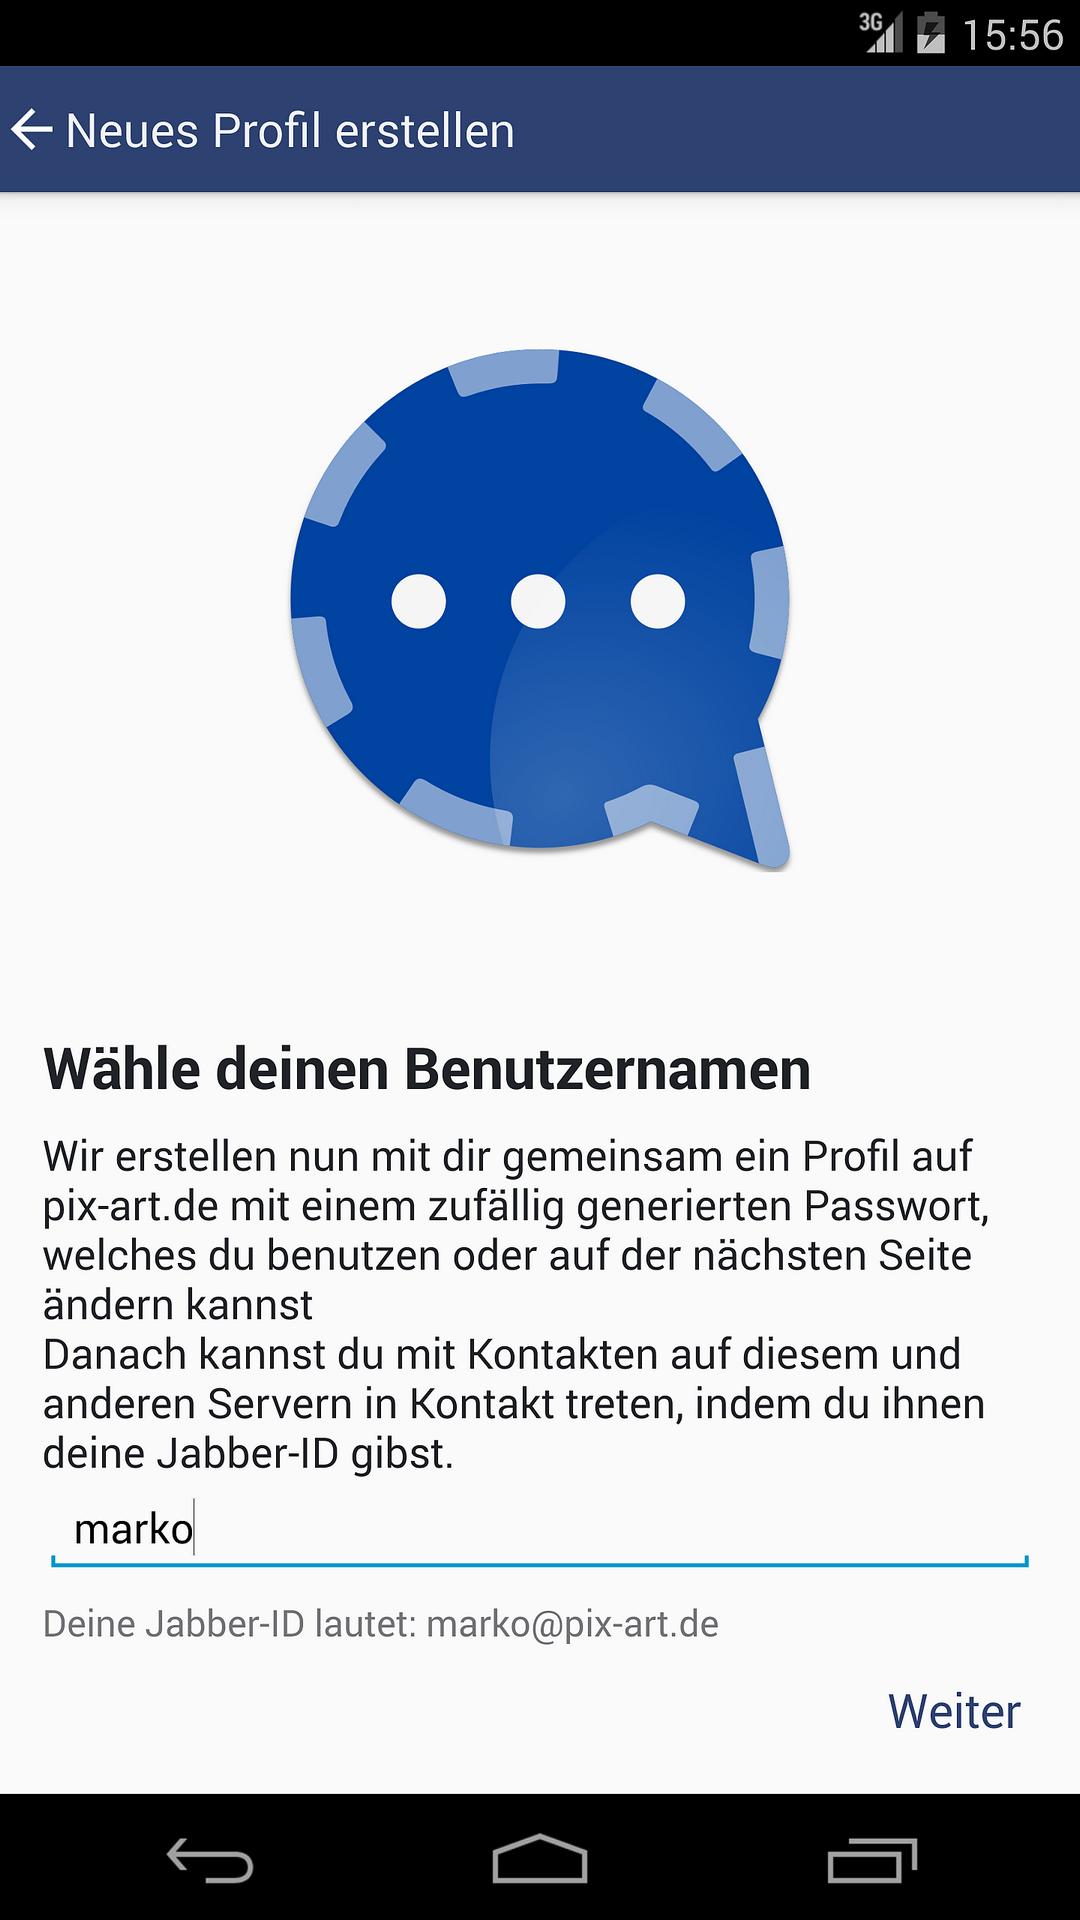 3G 15:56
Neues Profil erstellen
Wähle deinen Benutzernamen
Wir erstellen nun mit dir gemeinsam ein Profil auf
pix-art.de mit einem zufällig generierten Passwort,
welches du benutzen oder auf der nächsten Seite
ändern kannst
Danach kannst du mit Kontakten auf diesem und
anderen Servern in Kontakt treten, indem du ihnen
deine Jabber-ID gibst.
marko
Deine Jabber-ID lautet: marko@pix-art.de
Weiter